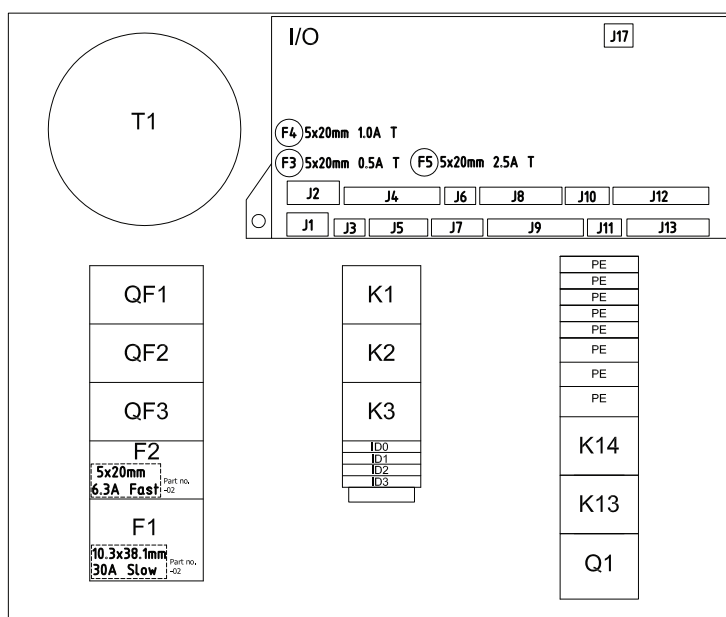 I/O
J17
T1
F4 5x20mm 1.0A T
F3 5x20mm 0.5A T F5 5x20mm 2.5A T
J2 J4 J6 J8 J10 J12
J1 J3 J5 J7 J9 J11 J13
QF1
QF2
QF3
F2
5x20mm
6.3A Fast
Part no.
-02
F1
10.3x38.1mm
30A Slow
Part no.
-02
K1
K2
K3
ID0
ID1
ID2
ID3
PE
PE
PE
PE
PE
PE
PE
PE
K14
K13
Q1